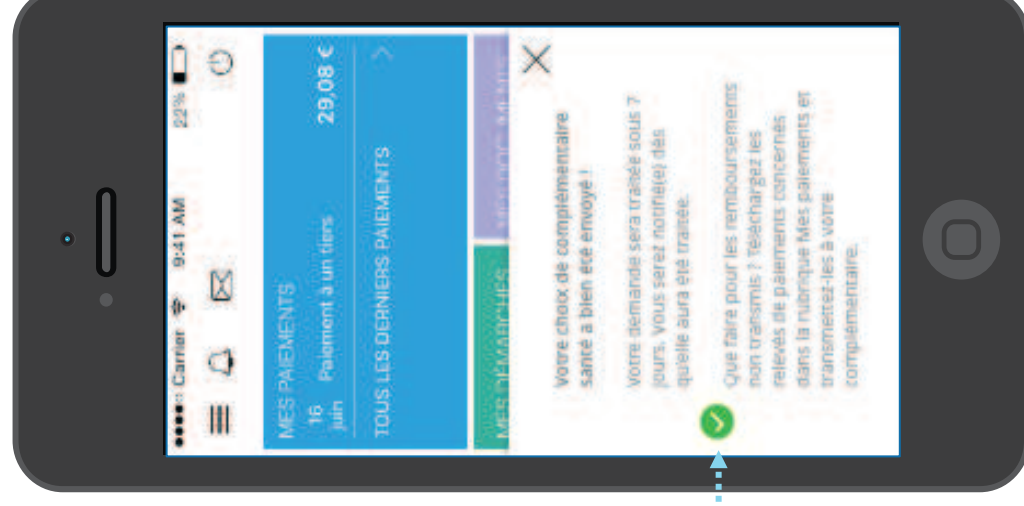 Carrier
9:41 AM
22%
MES PAIEMENTS
16
juin
Paiement à un tiers
29,08 €
TOUS LES DERNIERS PAIEMENTS
MES DÉMARCHES
Votre choix de complémentaire
santé a bien été envoyé !
Votre demande sera traitée sous 7
jours. Vous serez notifié(e) dès
qu'elle aura été traitée.
Que faire pour les remboursements
non transmis ? Téléchargez les
relevés de paiements concernés
dans la rubrique Mes paiements et
transmettez-les à votre
complémentaire.